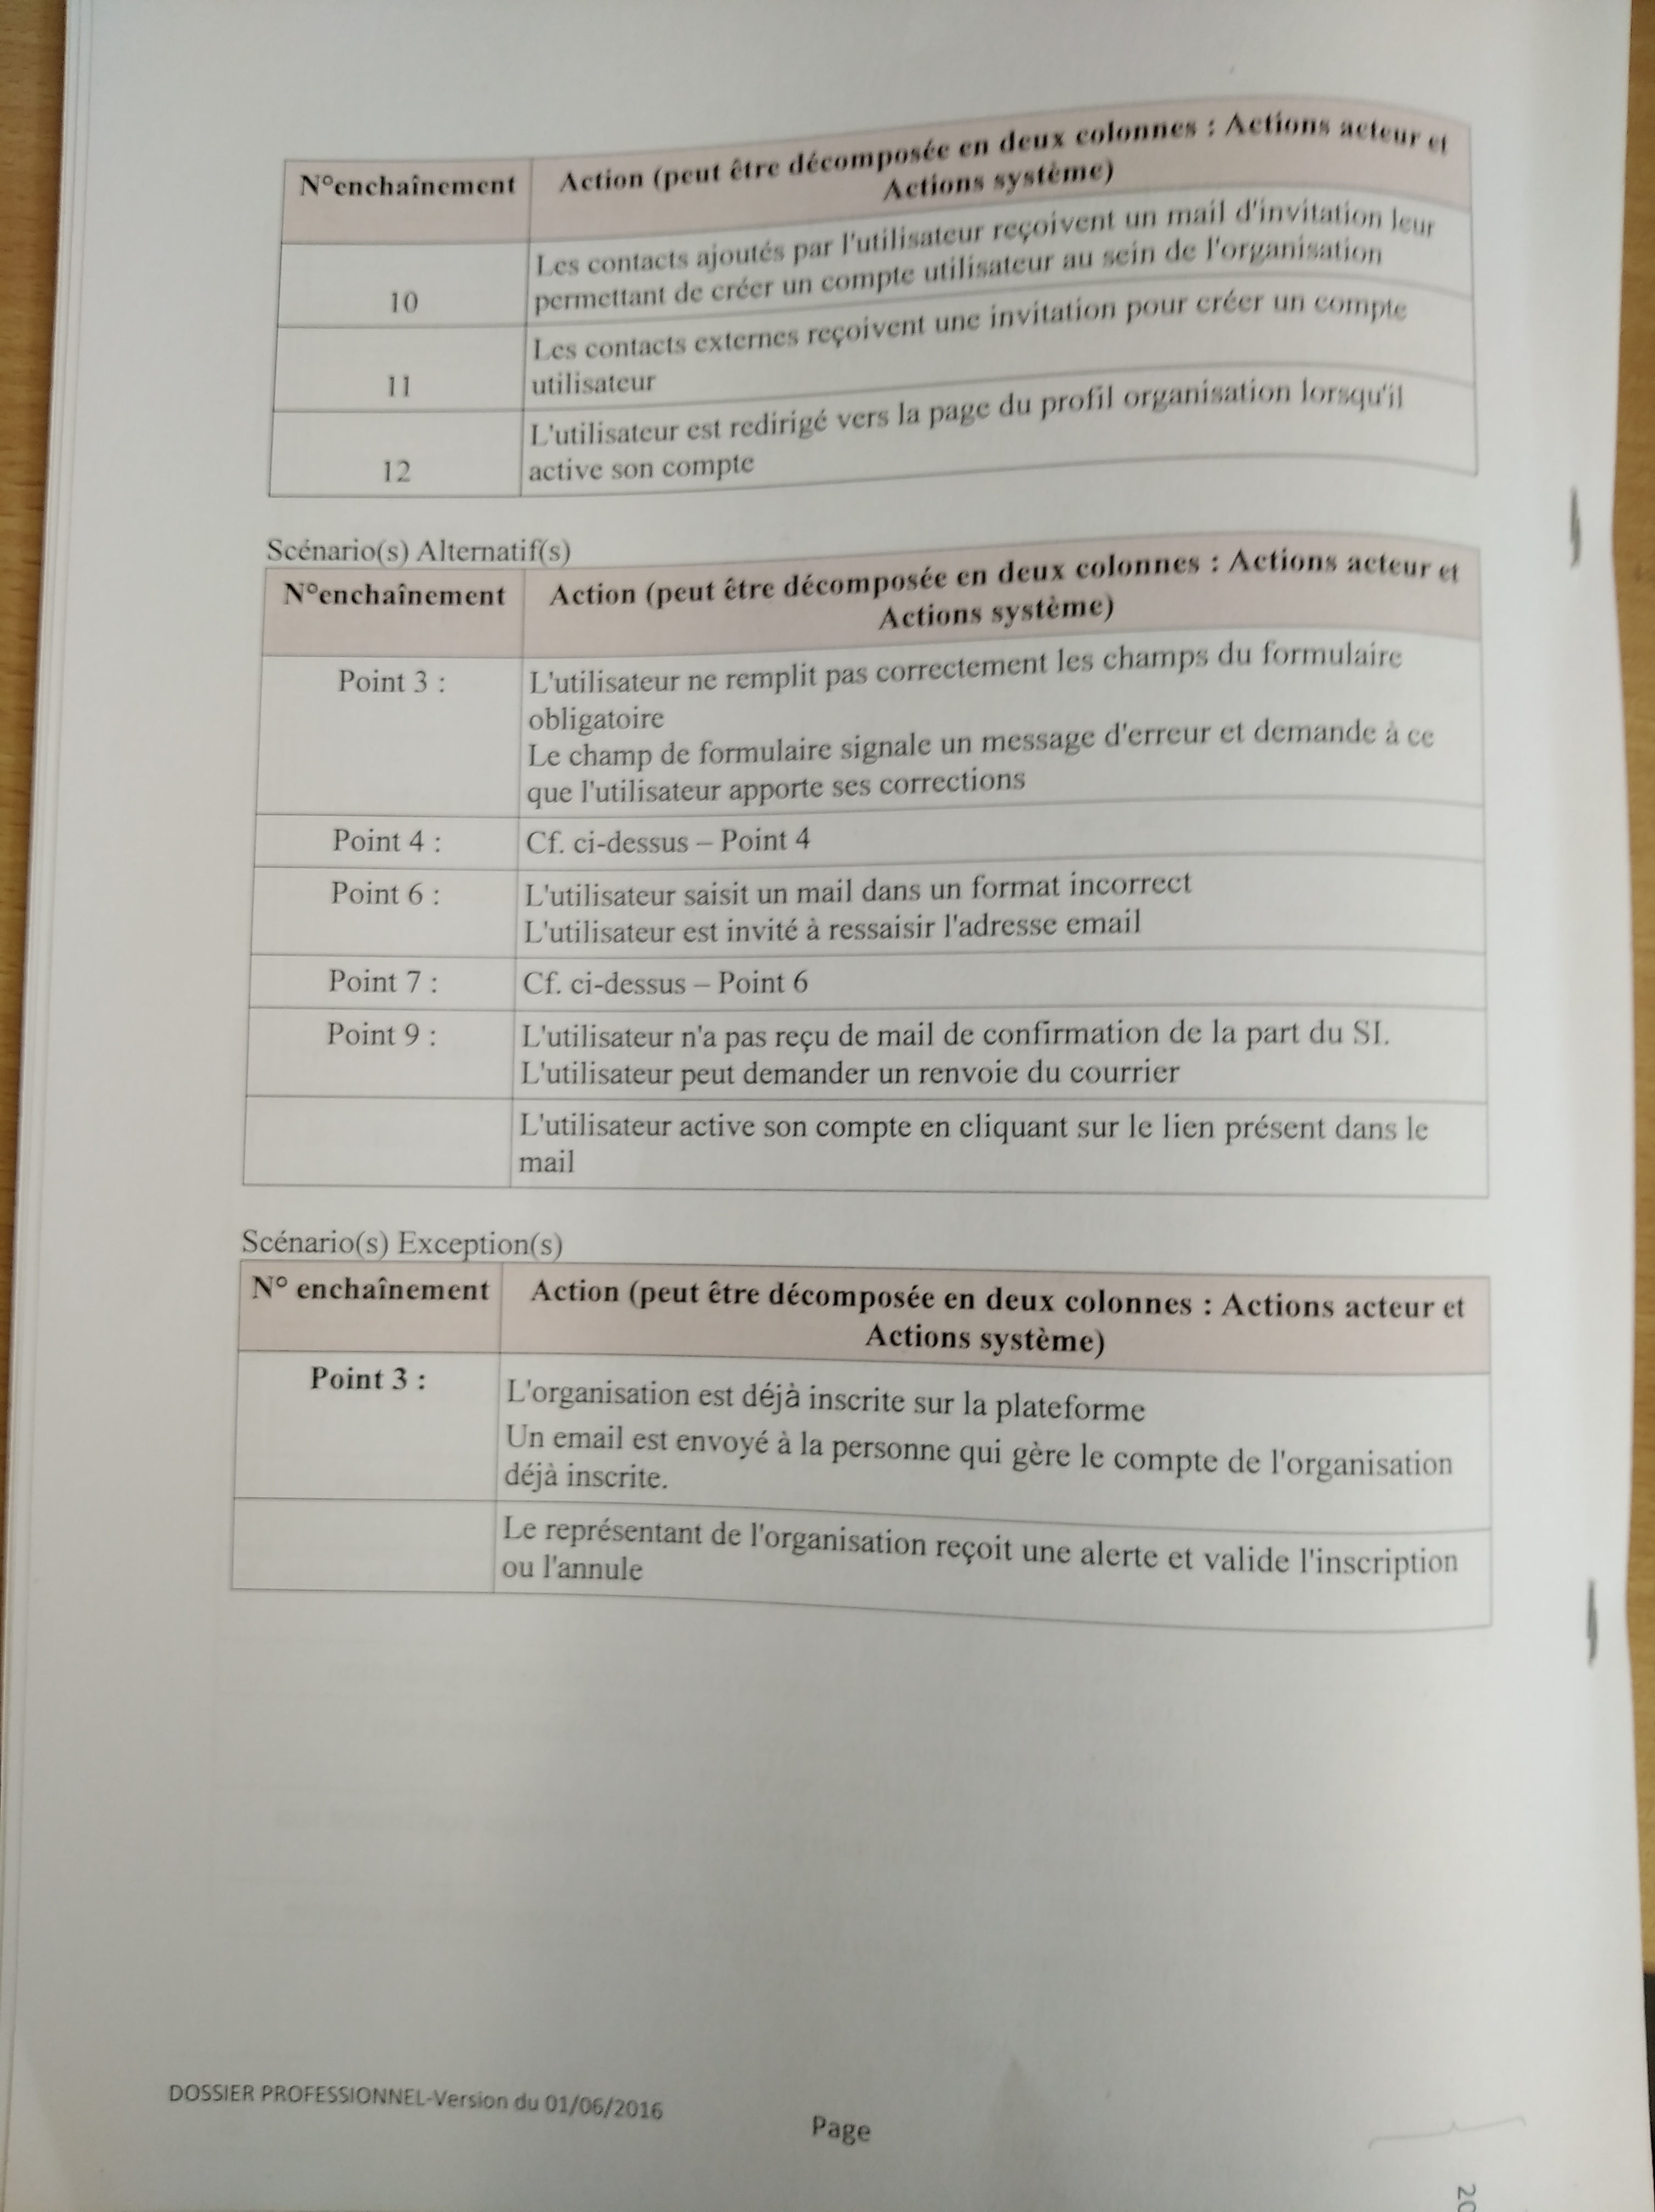 N°enchaînement
Action (peut être décomposée en deux colonnes : Actions acteur et
Actions système)
10
Les contacts ajoutés par l'utilisateur reçoivent un mail d'invitation leur
permettant de créer un compte utilisateur au sein de l'organisation
11
Les contacts externes reçoivent une invitation pour créer un compte
utilisateur
12
L'utilisateur est redirigé vers la page du profil organisation lorsqu'il
active son compte
Scénario(s) Alternatif(s)
N°enchaînement
Action (peut être décomposée en deux colonnes : Actions acteur et
Actions système)
Point 3 :
L'utilisateur ne remplit pas correctement les champs du formulaire
obligatoire
Le champ de formulaire signale un message d'erreur et demande à ce
que l'utilisateur apporte ses corrections
Point 4 :
Cf. ci-dessus – Point 4
Point 6 :
L'utilisateur saisit un mail dans un format incorrect
L'utilisateur est invité à ressaisir l'adresse email
Point 7 :
Cf. ci-dessus – Point 6
Point 9 :
L'utilisateur n'a pas reçu de mail de confirmation de la part du SI.
L'utilisateur peut demander un renvoie du courrier
L'utilisateur active son compte en cliquant sur le lien présent dans le
mail
Scénario(s) Exception(s)
N° enchaînement
Action (peut être décomposée en deux colonnes : Actions acteur et
Actions système)
Point 3 :
L'organisation est déjà inscrite sur la plateforme
Un email est envoyé à la personne qui gère le compte de l'organisation
déjà inscrite.
Le représentant de l'organisation reçoit une alerte et valide l'inscription
ou l'annule
DOSSIER PROFESSIONNEL-Version du 01/06/2016
Page
20